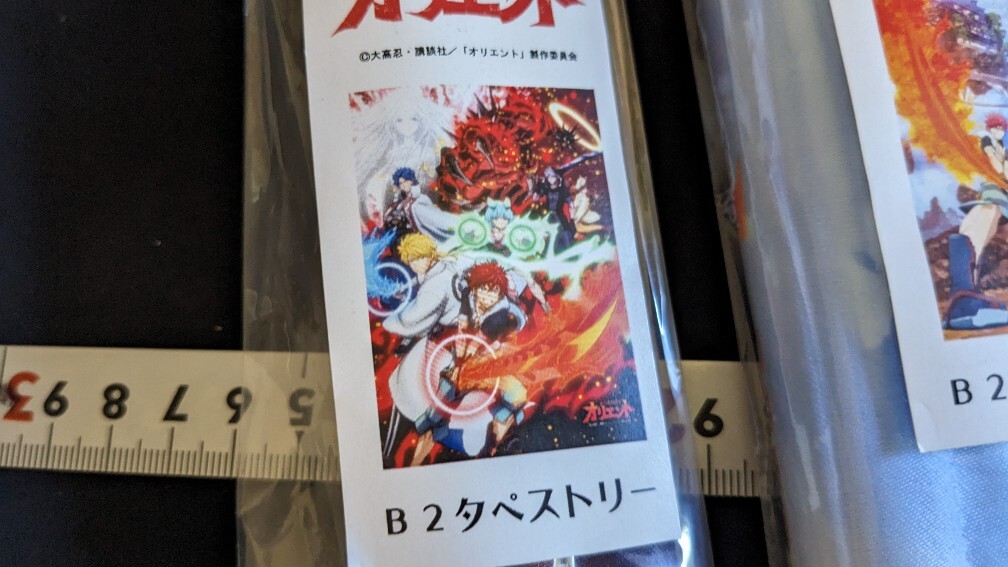 オリエント
©大高忍・講談社／「オリエント」製作委員会
オリエント
B2タペストリー
B2
3 9 8 7 6 5 9